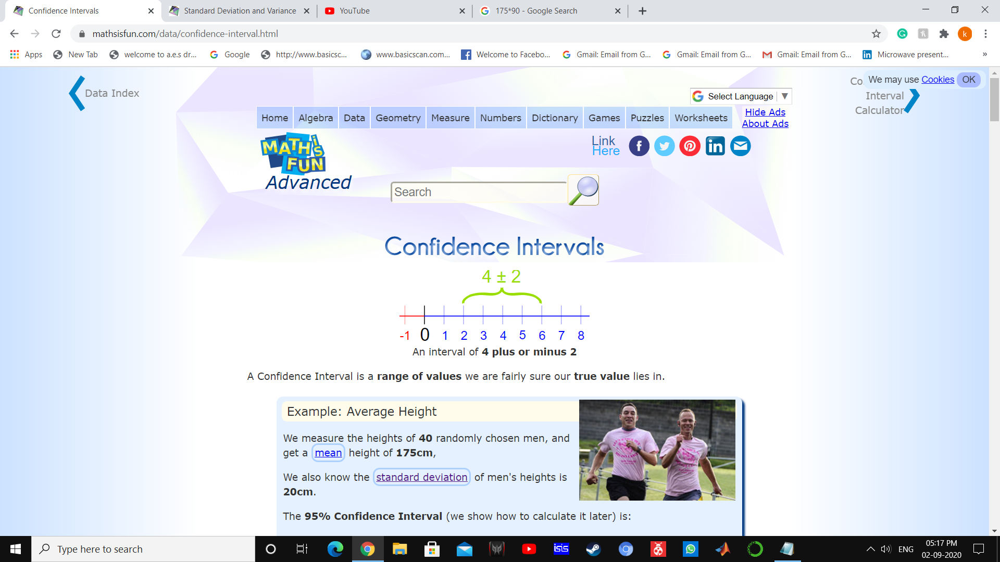 Confidence Intervals
Standard Deviation and Variance
YouTube
175*90 - Google Search
mathsisfun.com/data/confidence-interval.html
k
Apps
New Tab
welcome to a.e.s dr...
Google
http://www.basicsc...
www.basicscan.com...
Welcome to Facebo...
Gmail: Email from G...
Gmail: Email from G...
Gmail: Email from G...
Microwave present...
»
Data Index
We may use Cookies OK
Co
Interval
Calculator
Select Language ▼
Home Algebra Data Geometry Measure Numbers Dictionary Games Puzzles Worksheets
Hide Ads
About Ads
MATH iS FUN
Advanced
Link
Here
Search
Confidence Intervals
4 ± 2
-1 0 1 2 3 4 5 6 7 8
An interval of 4 plus or minus 2
A Confidence Interval is a range of values we are fairly sure our true value lies in.
Example: Average Height
We measure the heights of 40 randomly chosen men, and
get a mean height of 175cm,
We also know the standard deviation of men's heights is
20cm.
The 95% Confidence Interval (we show how to calculate it later) is:
Type here to search
ISIS
ENG
05:17 PM
02-09-2020